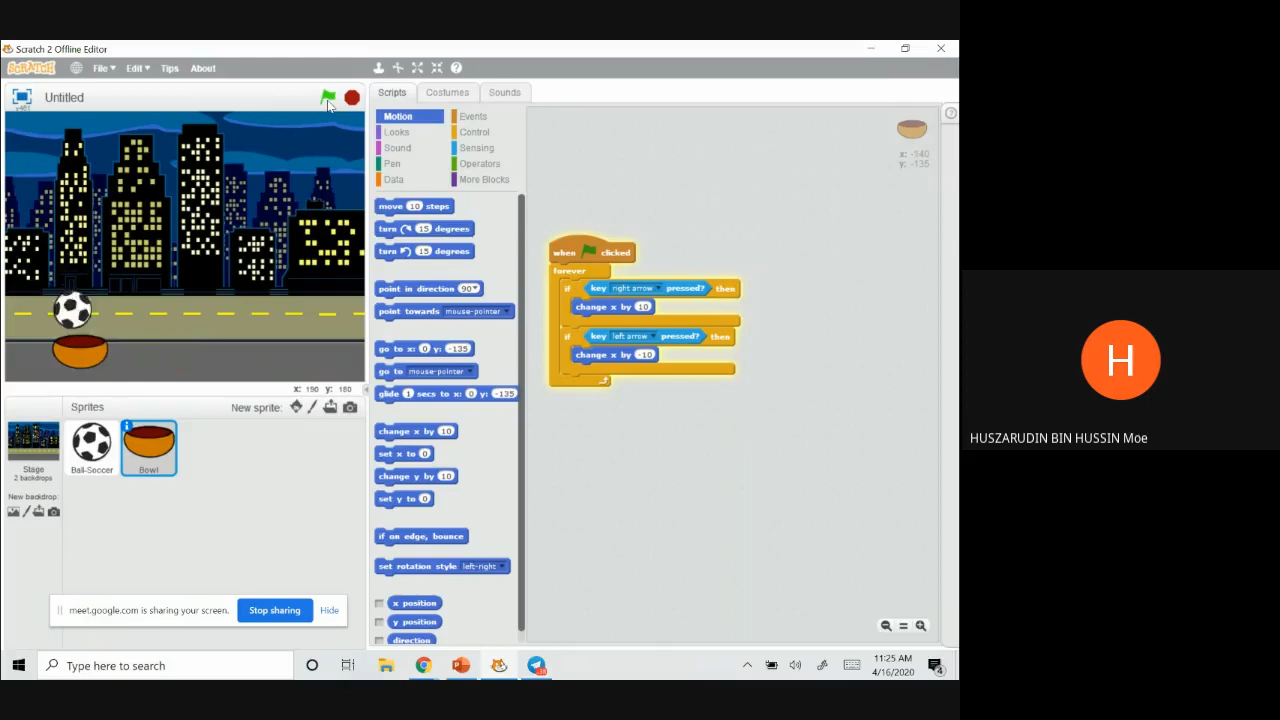 Scratch 2 Offline Editor
SCRATCH File Edit Tips About
Untitled
v461
Scripts Costumes Sounds
Motion Events
Looks Control
Sound Sensing
Pen Operators
Data More Blocks
move 10 steps
turn 15 degrees
turn 15 degrees
point in direction 90
point towards mouse-pointer
go to x: 0 y: -135
go to mouse-pointer
glide 1 secs to x: 0 y: -135
change x by 10
set x to 0
change y by 10
set y to 0
if on edge, bounce
set rotation style left-right
x position
y position
direction
when clicked
forever
if key right arrow pressed? then
change x by 10
if key left arrow pressed? then
change x by -10
x: -140
y: -135
x: 190 y: 180
Sprites New sprite:
Stage
2 backdrops
New backdrop:
Ball-Soccer
Bowl
meet.google.com is sharing your screen. Stop sharing Hide
Type here to search
11:25 AM
4/16/2020
4
H
HUSZARUDIN BIN HUSSIN Moe